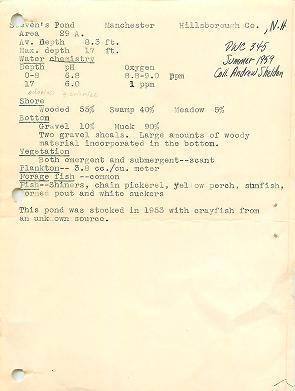 Steven's Pond Manchester Hillsborough Co., N.H
Area 29 A.
Av. Depth 8.3 ft.
Max. depth 17 ft.
Water chemistry
Depth pH Oxygen
0-8 6.8 8.8-9.0 ppm
17 6.0 1 ppm
DWC 345
Summer 1959
Coll. Andrew Sheldon
Shore
Wooded 55% Swamp 40% Meadow 5%
Bottom
Gravel 10% Muck 90%
Two gravel shoals. Large amounts of woody
material incorporated in the bottom.
Vegetation
Both emergent and submergent--scant
Plankton-- 3.8 cc./cu. meter
Forage fish --common
Fish--Shiners, chain pickerel, yellow perch, sunfish,
horned pout and white suckers
This pond was stocked in 1953 with crayfish from
an unknown source.